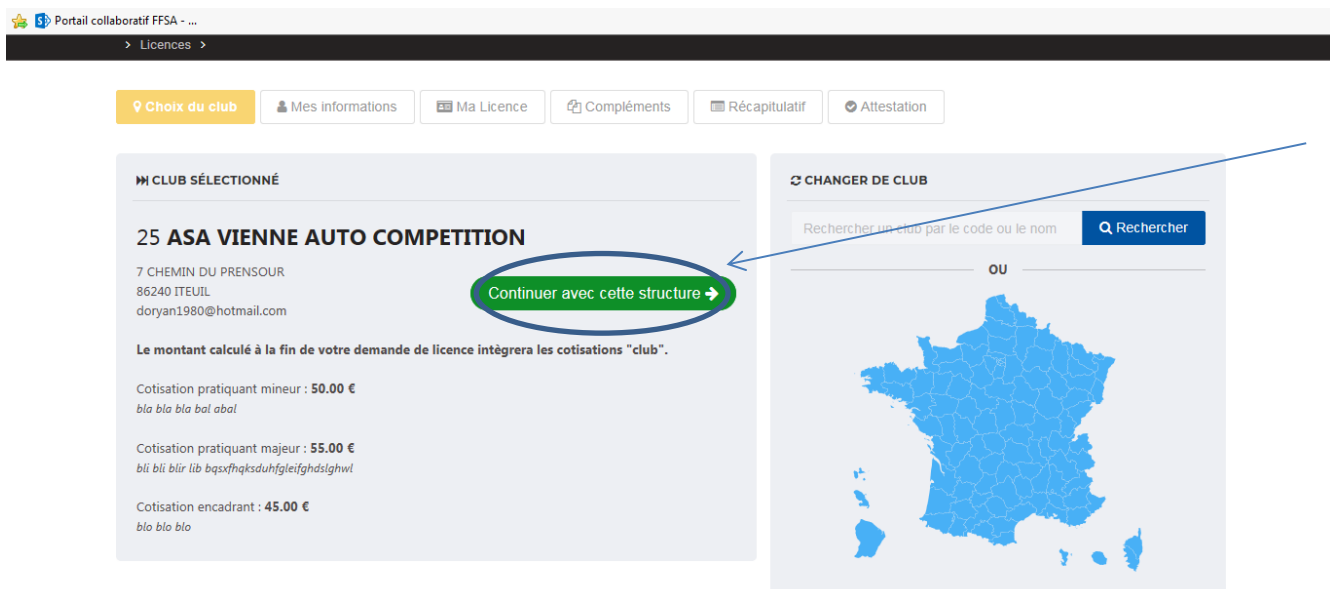 Portail collaboratif FFSA - ...
> Licences >
Choix du club
Mes informations
Ma Licence
Compléments
Récapitulatif
Attestation
CLUB SÉLECTIONNÉ
25 ASA VIENNE AUTO COMPETITION
7 CHEMIN DU PRENSOUR
86240 ITEUIL
doryan1980@hotmail.com
Continuer avec cette structure
Le montant calculé à la fin de votre demande de licence intègrera les cotisations "club".
Cotisation pratiquant mineur : 50.00 €
bla bla bla bal abal
Cotisation pratiquant majeur : 55.00 €
bli bli blir lib bqsxfhqksduhfgleifghdslghwl
Cotisation encadrant : 45.00 €
blo blo blo
CHANGER DE CLUB
Rechercher un club par le code ou le nom
Rechercher
OU